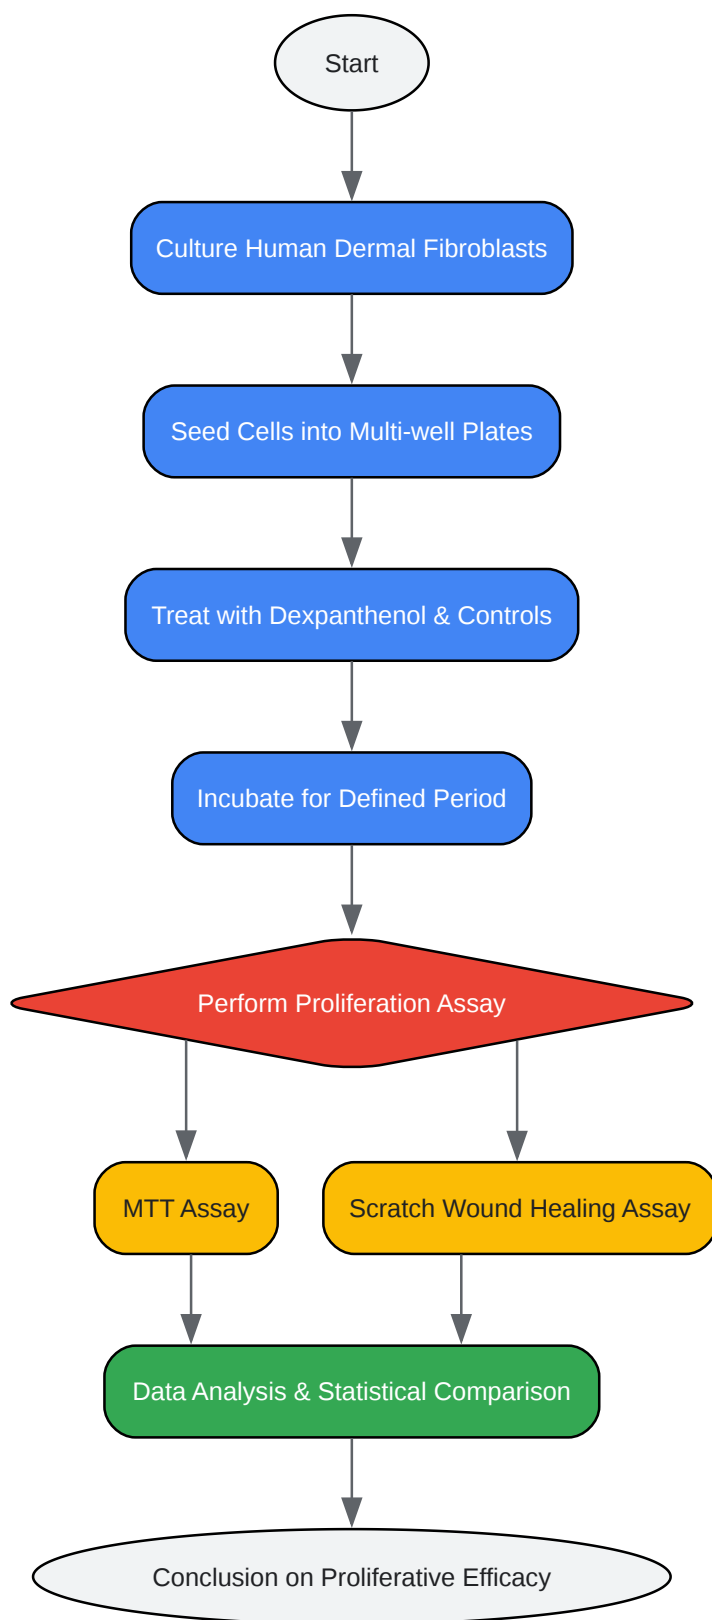 Start
Culture Human Dermal Fibroblasts
Seed Cells into Multi-well Plates
Treat with Dexpanthenol & Controls
Incubate for Defined Period
Perform Proliferation Assay
MTT Assay
Scratch Wound Healing Assay
Data Analysis & Statistical Comparison
Conclusion on Proliferative Efficacy